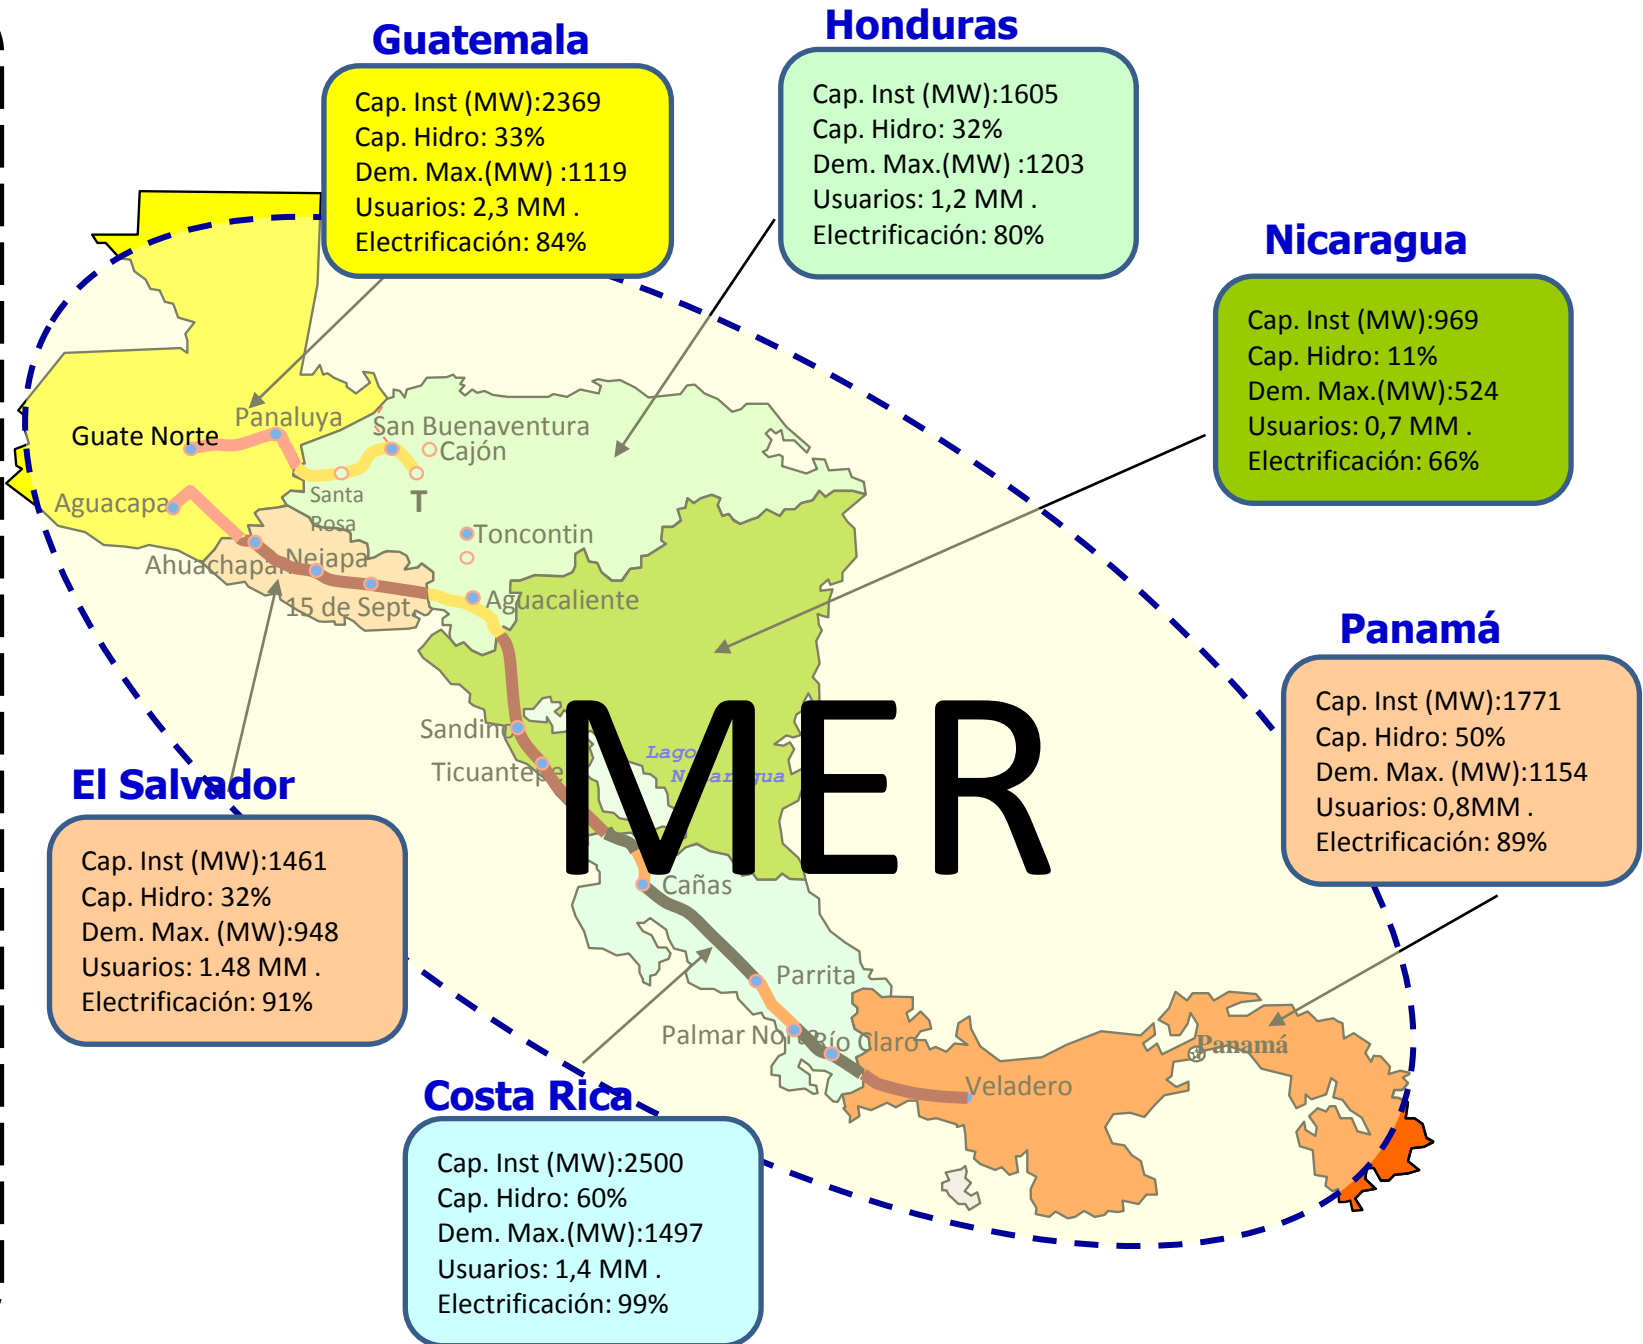 Honduras
Guatemala
Cap. Inst (MW):2369
Cap. Hidro: 33%
Dem. Max.(MW) :1119
Usuarios: 2,3 MM .
Electrificación: 84%
Cap. Inst (MW):1605
Cap. Hidro: 32%
Dem. Max.(MW) :1203
Usuarios: 1,2 MM .
Electrificación: 80%
Nicaragua
Cap. Inst (MW):969
Cap. Hidro: 11%
Dem. Max.(MW):524
Usuarios: 0,7 MM .
Electrificación: 66%
Panaluya
San Buenaventura
Guate Norte
Cajón
Santa
Rosa
T
Aguacapa
Toncontin
Ahuachapán
Nejapa
15 de Sept.
Aguacaliente
Panamá
Cap. Inst (MW):1771
Cap. Hidro: 50%
Dem. Max. (MW):1154
Usuarios: 0,8MM .
Electrificación: 89%
Sandino
Ticuantepe
Lago
Nicaragua
MER
El Salvador
Cap. Inst (MW):1461
Cap. Hidro: 32%
Dem. Max. (MW):948
Usuarios: 1.48 MM .
Electrificación: 91%
Cañas
Parrita
Palmar Norte
Río Claro
Panamá
Veladero
Costa Rica
Cap. Inst (MW):2500
Cap. Hidro: 60%
Dem. Max.(MW):1497
Usuarios: 1,4 MM .
Electrificación: 99%